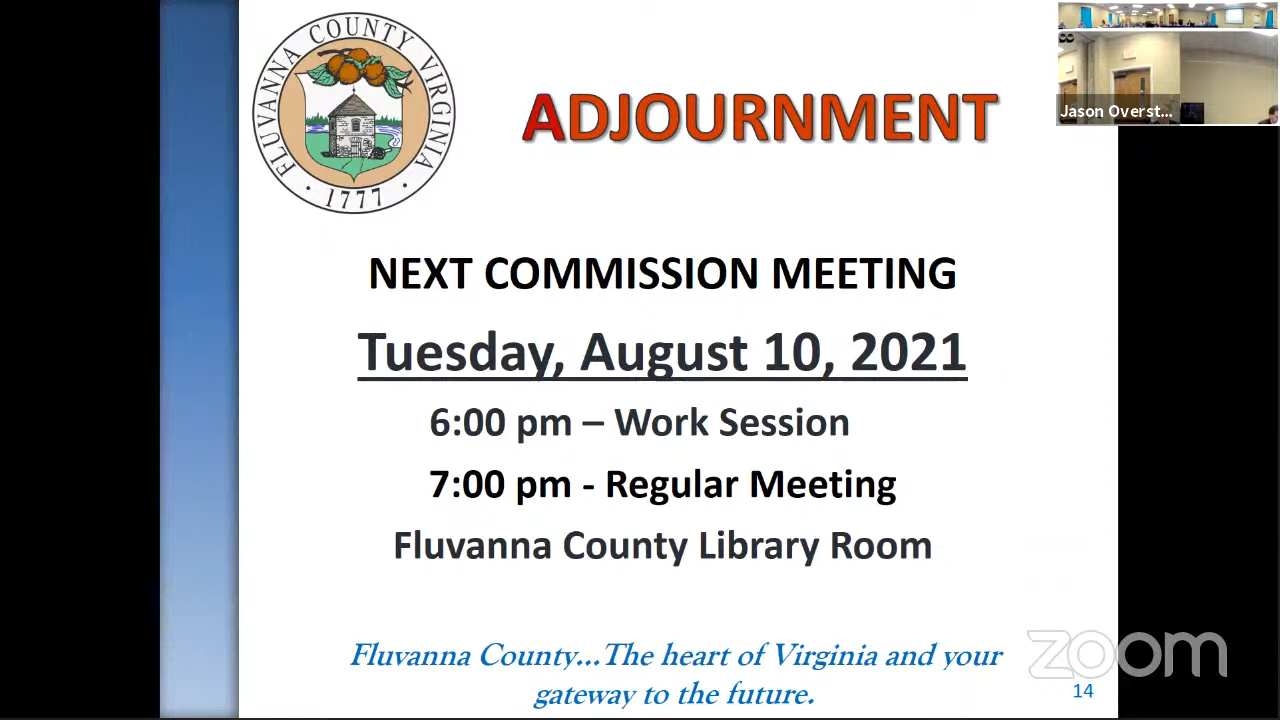 FLUVANNA COUNTY VIRGINIA
· 1777 ·
ADJOURNMENT
Jason Overst...
NEXT COMMISSION MEETING
Tuesday, August 10, 2021
6:00 pm – Work Session
7:00 pm - Regular Meeting
Fluvanna County Library Room
Fluvanna County...The heart of Virginia and your
gateway to the future.
zoom
14